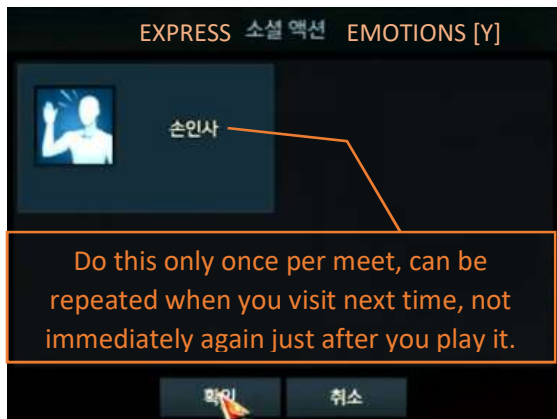 EXPRESS 소셜 액션 EMOTIONS [Y]
손인사
Do this only once per meet, can be
repeated when you visit next time, not
immediately again just after you play it.
확인 취소